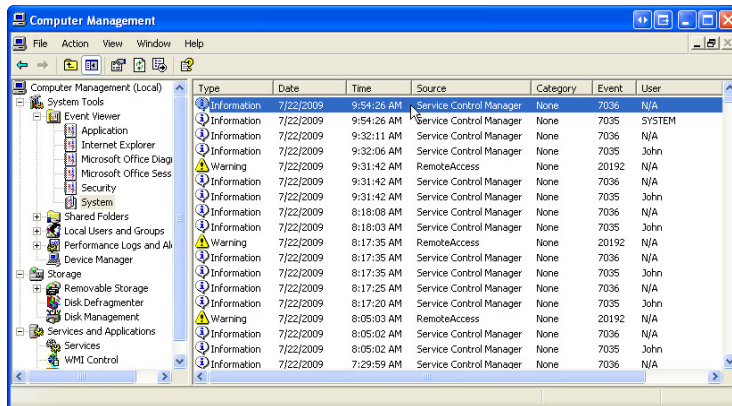 Computer Management
File Action View Window Help
Computer Management (Local)
System Tools
Event Viewer
Application
Internet Explorer
Microsoft Office Diag
Microsoft Office Sess
Security
System
Shared Folders
Local Users and Groups
Performance Logs and Al
Device Manager
Storage
Removable Storage
Disk Defragmenter
Disk Management
Services and Applications
Services
WMI Control
Type Date Time Source Category Event User
Information 7/22/2009 9:54:26 AM Service Control Manager None 7036 N/A
Information 7/22/2009 9:54:26 AM Service Control Manager None 7035 SYSTEM
Information 7/22/2009 9:32:11 AM Service Control Manager None 7036 N/A
Information 7/22/2009 9:32:06 AM Service Control Manager None 7035 John
Warning 7/22/2009 9:31:42 AM RemoteAccess None 20192 N/A
Information 7/22/2009 9:31:42 AM Service Control Manager None 7036 N/A
Information 7/22/2009 9:31:42 AM Service Control Manager None 7035 John
Information 7/22/2009 8:18:08 AM Service Control Manager None 7036 N/A
Information 7/22/2009 8:18:03 AM Service Control Manager None 7035 John
Warning 7/22/2009 8:17:35 AM RemoteAccess None 20192 N/A
Information 7/22/2009 8:17:35 AM Service Control Manager None 7036 N/A
Information 7/22/2009 8:17:35 AM Service Control Manager None 7035 John
Information 7/22/2009 8:17:25 AM Service Control Manager None 7036 N/A
Information 7/22/2009 8:17:20 AM Service Control Manager None 7035 John
Warning 7/22/2009 8:05:03 AM RemoteAccess None 20192 N/A
Information 7/22/2009 8:05:02 AM Service Control Manager None 7036 N/A
Information 7/22/2009 8:05:02 AM Service Control Manager None 7035 John
Information 7/22/2009 7:29:59 AM Service Control Manager None 7036 N/A